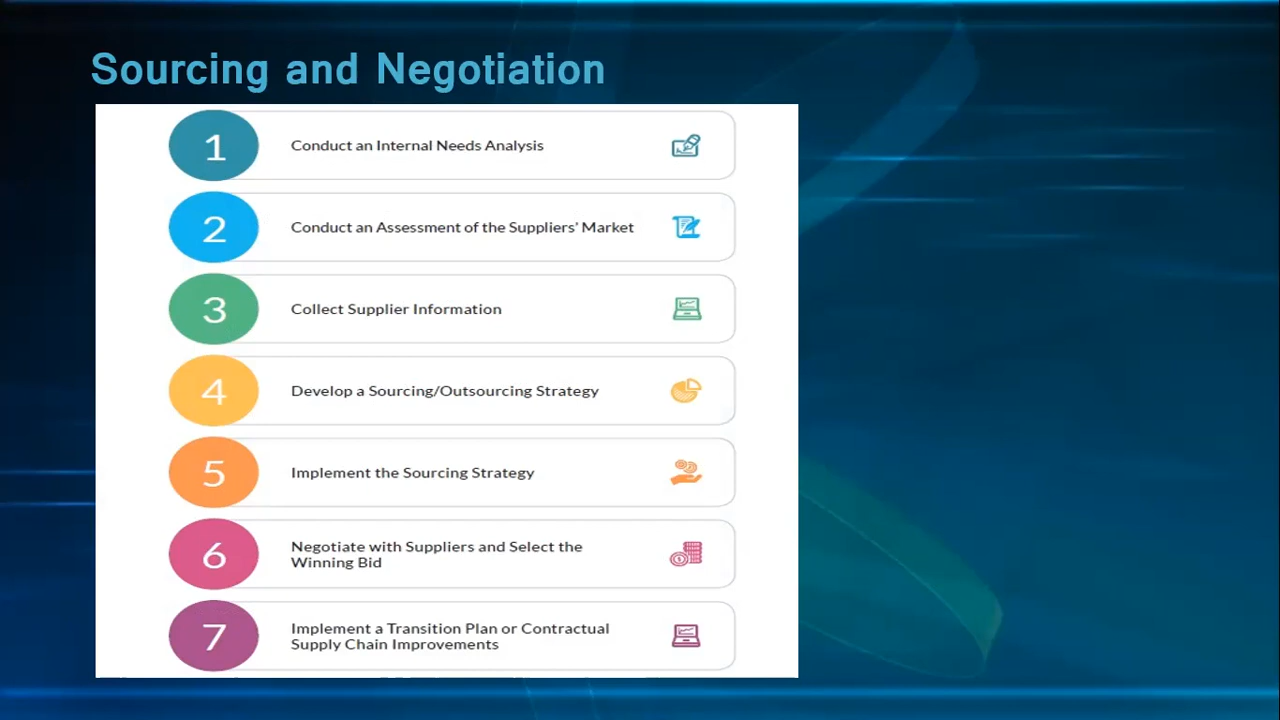 Sourcing and Negotiation
1 Conduct an Internal Needs Analysis
2 Conduct an Assessment of the Suppliers' Market
3 Collect Supplier Information
4 Develop a Sourcing/Outsourcing Strategy
5 Implement the Sourcing Strategy
6 Negotiate with Suppliers and Select the
Winning Bid
7 Implement a Transition Plan or Contractual
Supply Chain Improvements